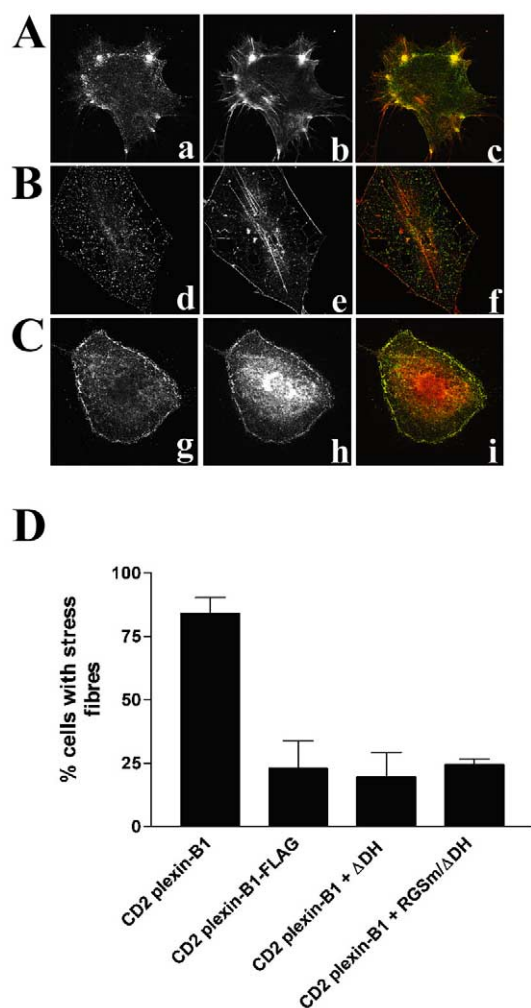 A
a
b
c
B
d
e
f
C
g
h
i
D
100
75
50
25
0
% cells with stress
fibres
CD2 plexin-B1
CD2 plexin-B1-FLAG
CD2 plexin-B1 + ΔDH
CD2 plexin-B1 + RGSm/ΔDH